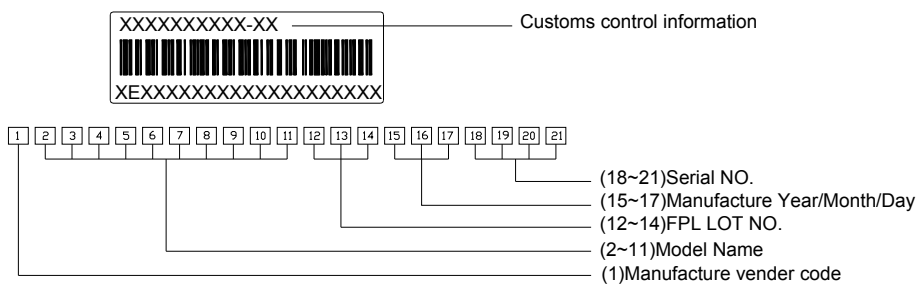 XXXXXXXXXX-XX
Customs control information
XEXXXXXXXXXXXXXXXXXXX
1 2 3 4 5 6 7 8 9 10 11 12 13 14 15 16 17 18 19 20 21
(18~21)Serial NO.
(15~17)Manufacture Year/Month/Day
(12~14)FPL LOT NO.
(2~11)Model Name
(1)Manufacture vender code